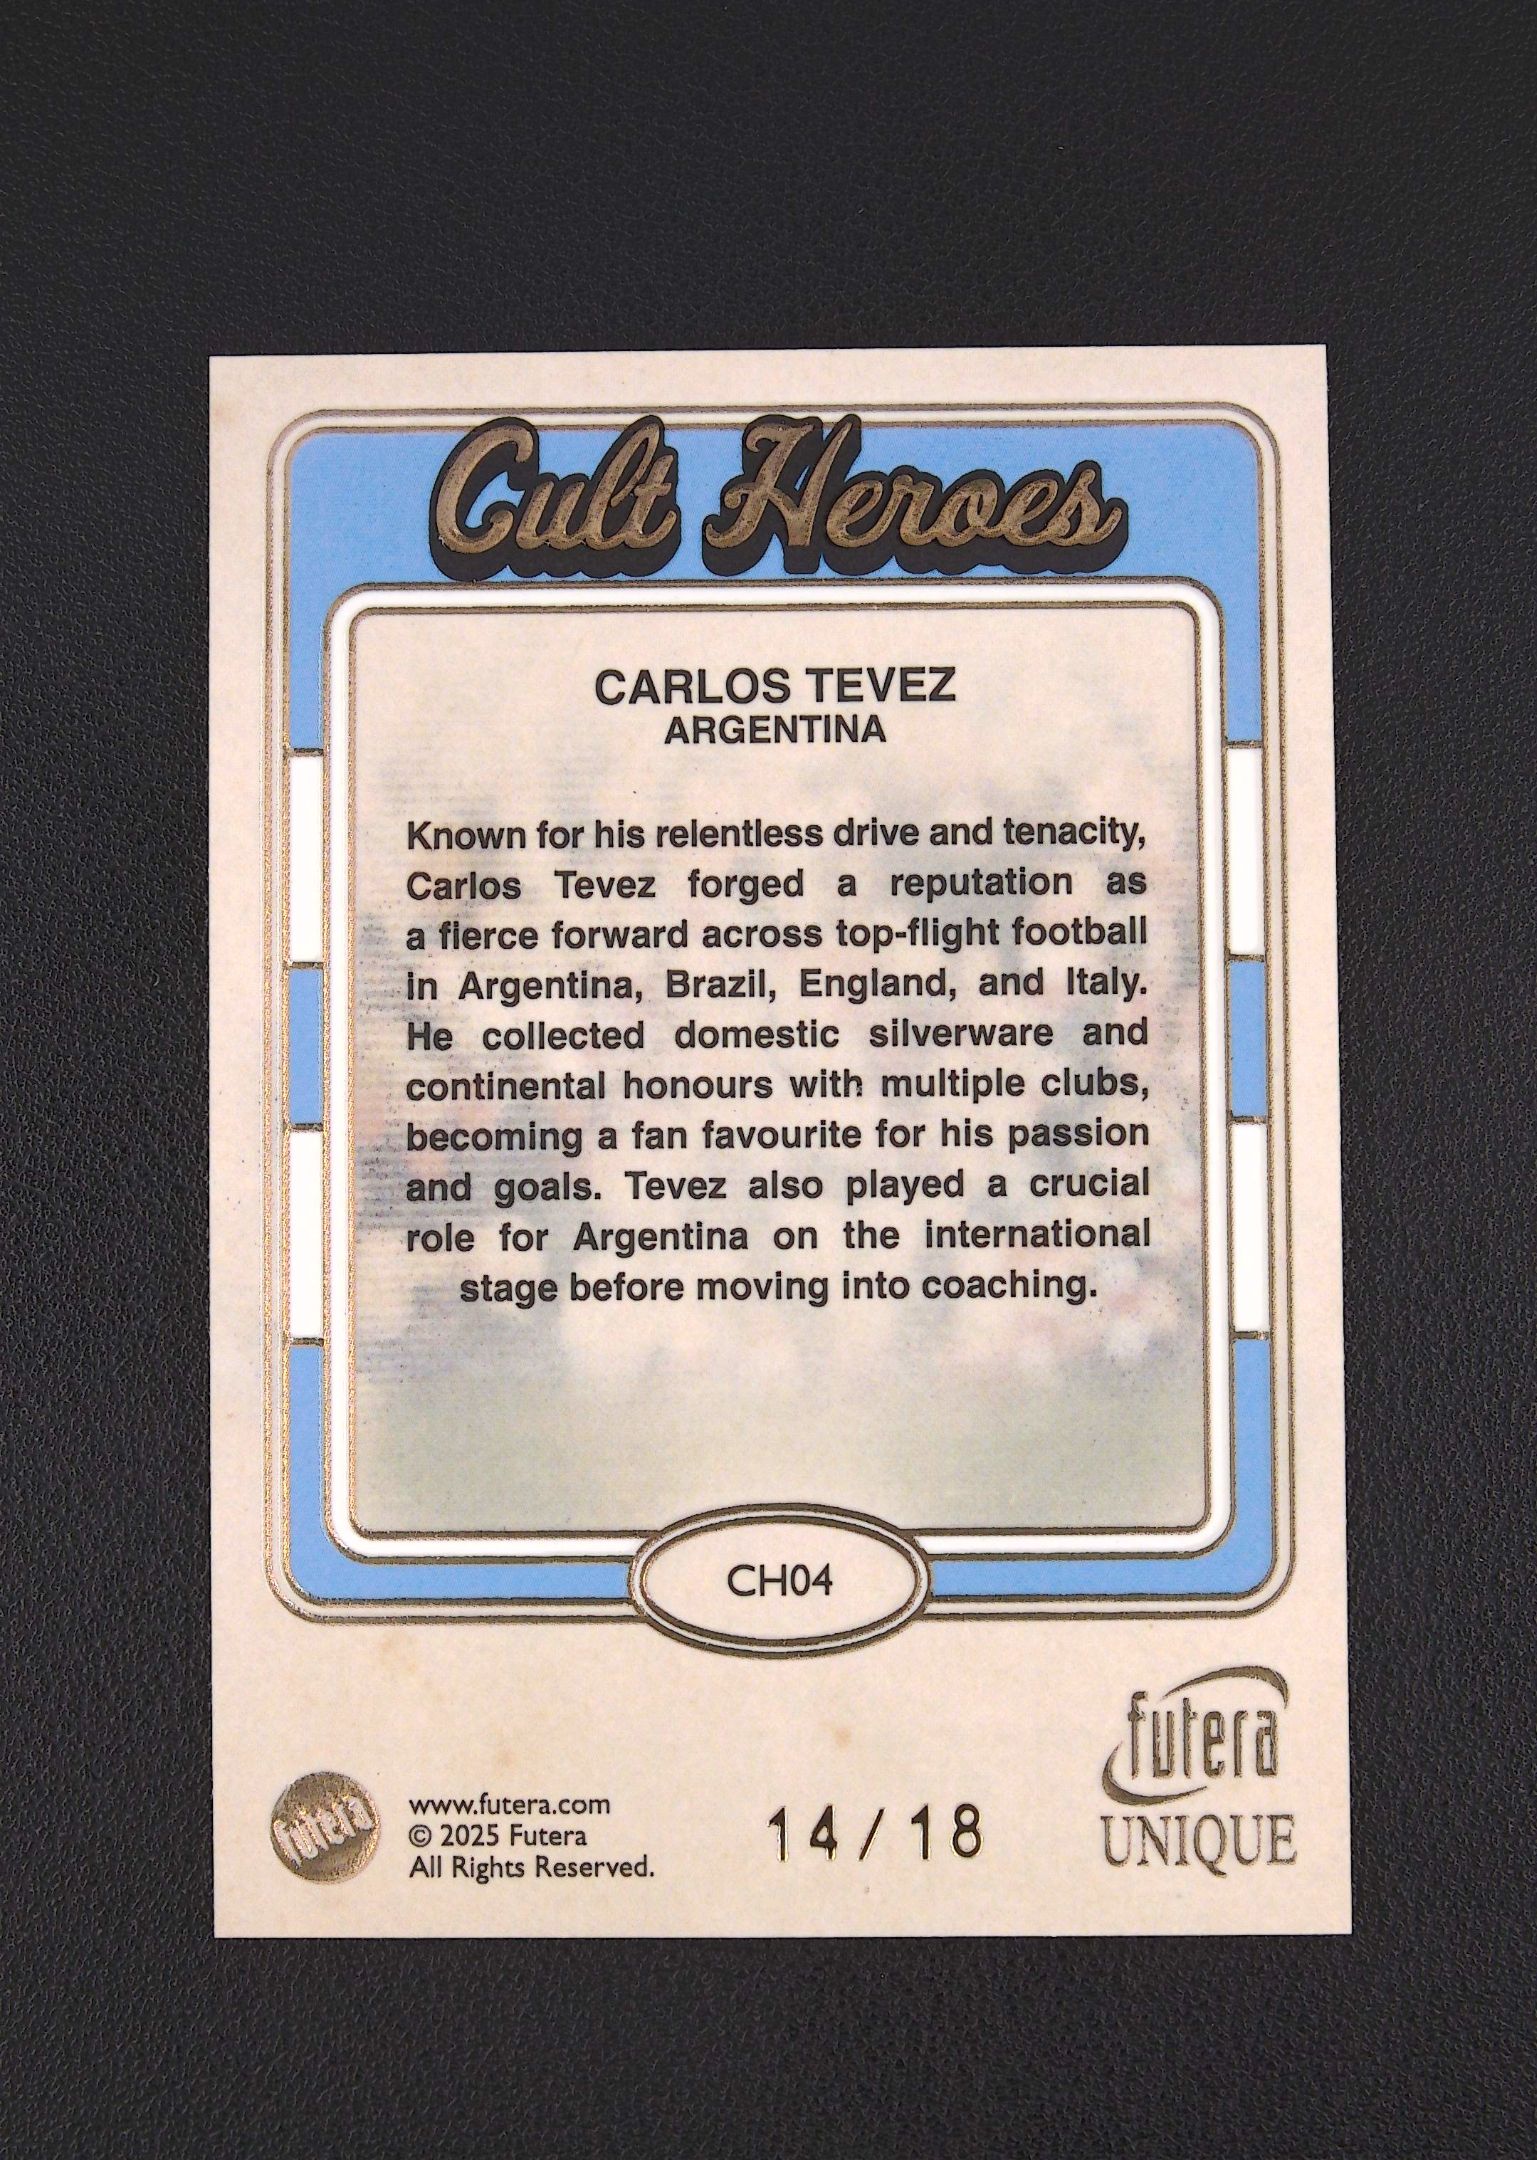 Cult Heroes
CARLOS TEVEZ
ARGENTINA
Known for his relentless drive and tenacity,
Carlos Tevez forged a reputation as
a fierce forward across top-flight football
in Argentina, Brazil, England, and Italy.
He collected domestic silverware and
continental honours with multiple clubs,
becoming a fan favourite for his passion
and goals. Tevez also played a crucial
role for Argentina on the international
stage before moving into coaching.
CH04
futera
www.futera.com
© 2025 Futera
All Rights Reserved.
14/18
futera
UNIQUE